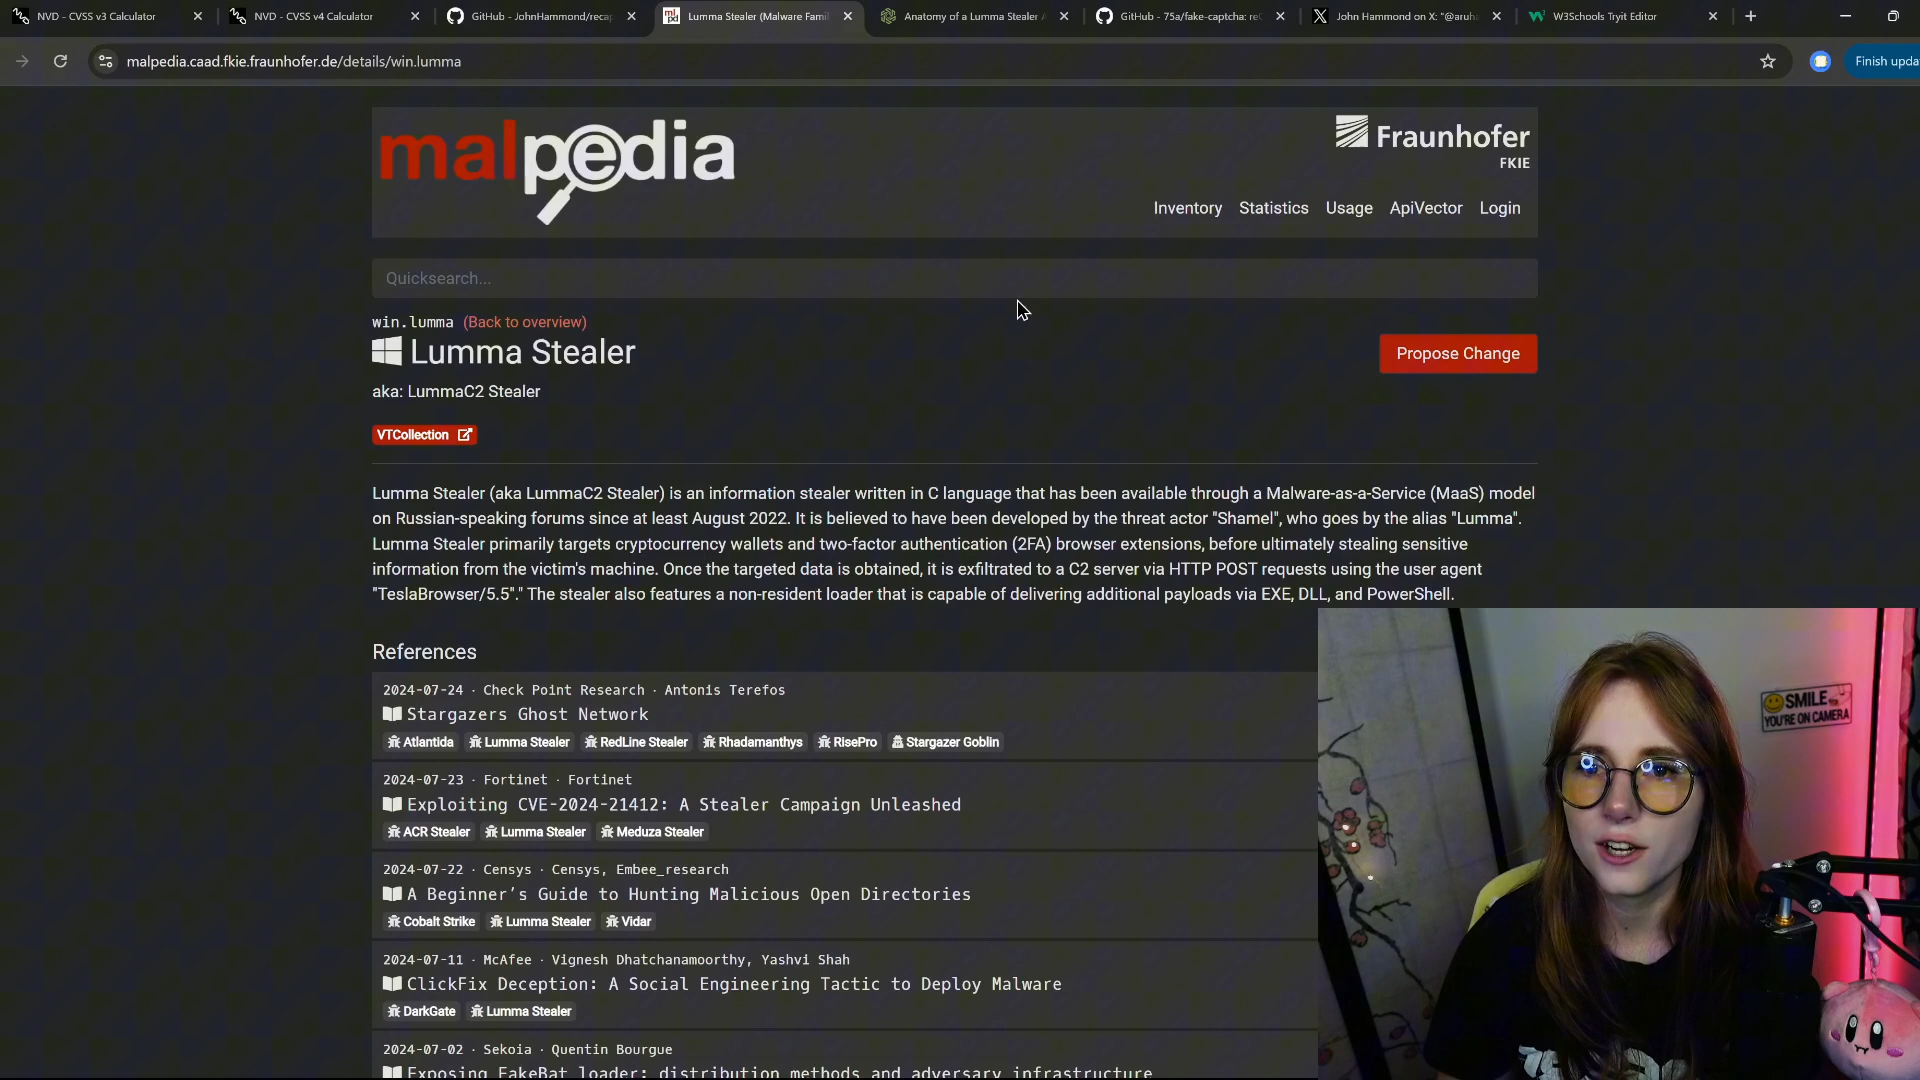 NVD - CVSS v3 Calculator
NVD - CVSS v4 Calculator
GitHub - JohnHammond/recap
Lumma Stealer (Malware Famil
Anatomy of a Lumma Stealer A
GitHub - 75a/fake-captcha: reC
John Hammond on X: "@aruha
W3Schools Tryit Editor
malpedia.caad.fkie.fraunhofer.de/details/win.lumma
Finish upda
malpedia
Fraunhofer
FKIE
Inventory Statistics Usage ApiVector Login
Quicksearch...
win.lumma (Back to overview)
Lumma Stealer
Propose Change
aka: LummaC2 Stealer
VTCollection
Lumma Stealer (aka LummaC2 Stealer) is an information stealer written in C language that has been available through a Malware-as-a-Service (MaaS) model
on Russian-speaking forums since at least August 2022. It is believed to have been developed by the threat actor "Shamel", who goes by the alias "Lumma".
Lumma Stealer primarily targets cryptocurrency wallets and two-factor authentication (2FA) browser extensions, before ultimately stealing sensitive
information from the victim's machine. Once the targeted data is obtained, it is exfiltrated to a C2 server via HTTP POST requests using the user agent
"TeslaBrowser/5.5"." The stealer also features a non-resident loader that is capable of delivering additional payloads via EXE, DLL, and PowerShell.
References
2024-07-24 · Check Point Research · Antonis Terefos
Stargazers Ghost Network
Atlantida Lumma Stealer RedLine Stealer Rhadamanthys RisePro Stargazer Goblin
2024-07-23 · Fortinet · Fortinet
Exploiting CVE-2024-21412: A Stealer Campaign Unleashed
ACR Stealer Lumma Stealer Meduza Stealer
2024-07-22 · Censys · Censys, Embee_research
A Beginner's Guide to Hunting Malicious Open Directories
Cobalt Strike Lumma Stealer Vidar
2024-07-11 · McAfee · Vignesh Dhatchanamoorthy, Yashvi Shah
ClickFix Deception: A Social Engineering Tactic to Deploy Malware
DarkGate Lumma Stealer
2024-07-02 · Sekoia · Quentin Bourgue
Exposing FakeBat loader: distribution methods and adversary infrastructure
SMILE
YOU'RE ON CAMERA